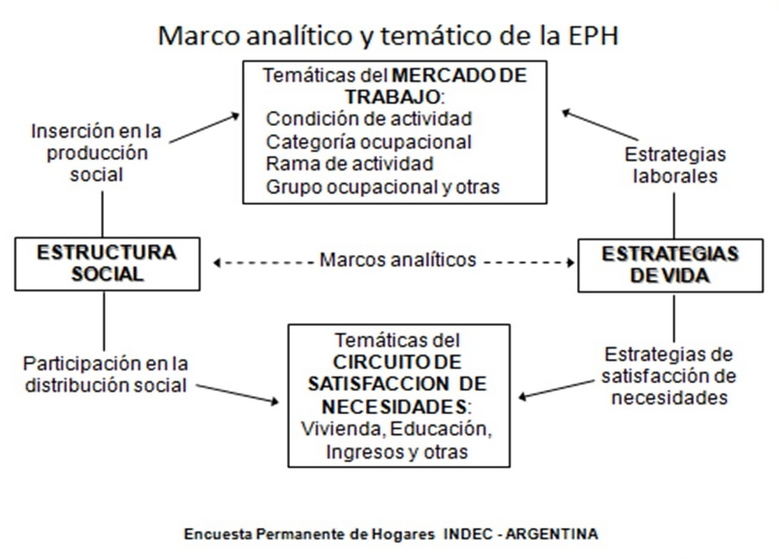 Marco analítico y temático de la EPH
Temáticas del MERCADO DE
TRABAJO:
Condición de actividad
Categoría ocupacional
Rama de actividad
Grupo ocupacional y otras
Inserción en la
producción
social
Estrategias
laborales
ESTRUCTURA
SOCIAL
Marcos analíticos
ESTRATEGIAS
DE VIDA
Participación en la
distribución social
Temáticas del
CIRCUITO DE
SATISFACCION DE
NECESIDADES:
Vivienda, Educación,
Ingresos y otras
Estrategias de
satisfacción de
necesidades
Encuesta Permanente de Hogares INDEC - ARGENTINA